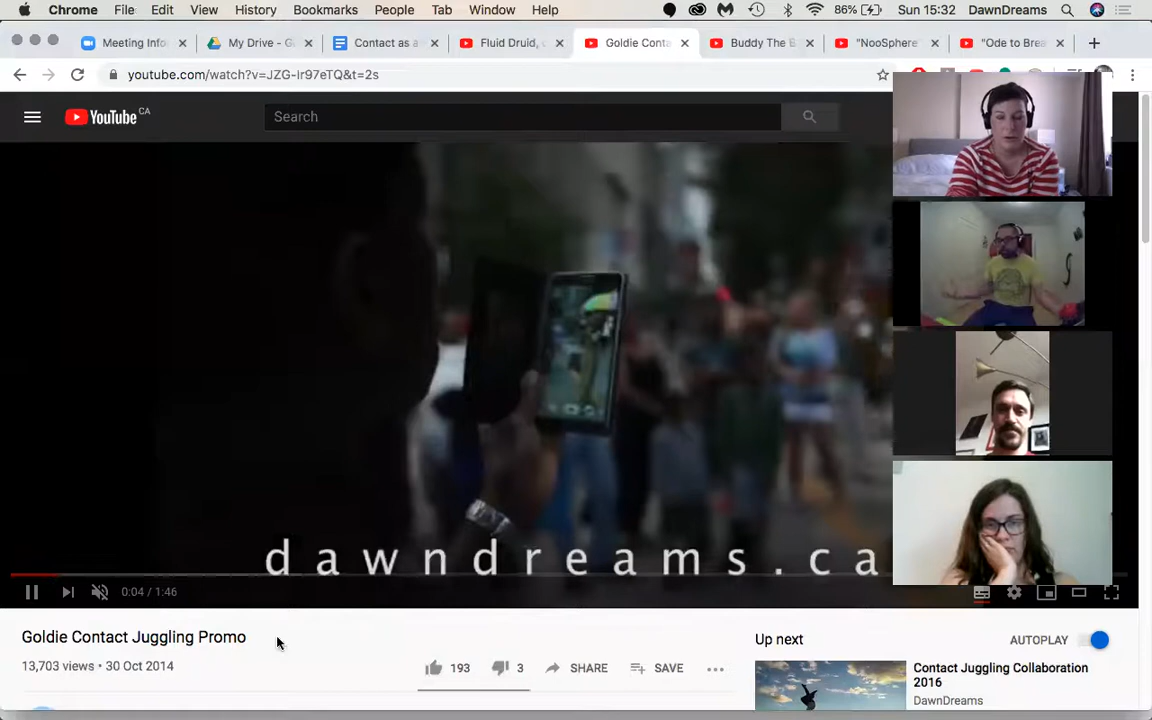 Chrome File Edit View History Bookmarks People Tab Window Help 86% Sun 15:32 DawnDreams
Meeting Info
My Drive - G
Contact as a
Fluid Druid,
Goldie Conta
Buddy The B
"NooSphere"
"Ode to Brea
youtube.com/watch?v=JZG-Ir97eTQ&t=2s
YouTube CA
Search
dawndreams.ca
0:04 / 1:46
Goldie Contact Juggling Promo
13,703 views • 30 Oct 2014
193
3
SHARE
SAVE
Up next
AUTOPLAY
Contact Juggling Collaboration
2016
DawnDreams